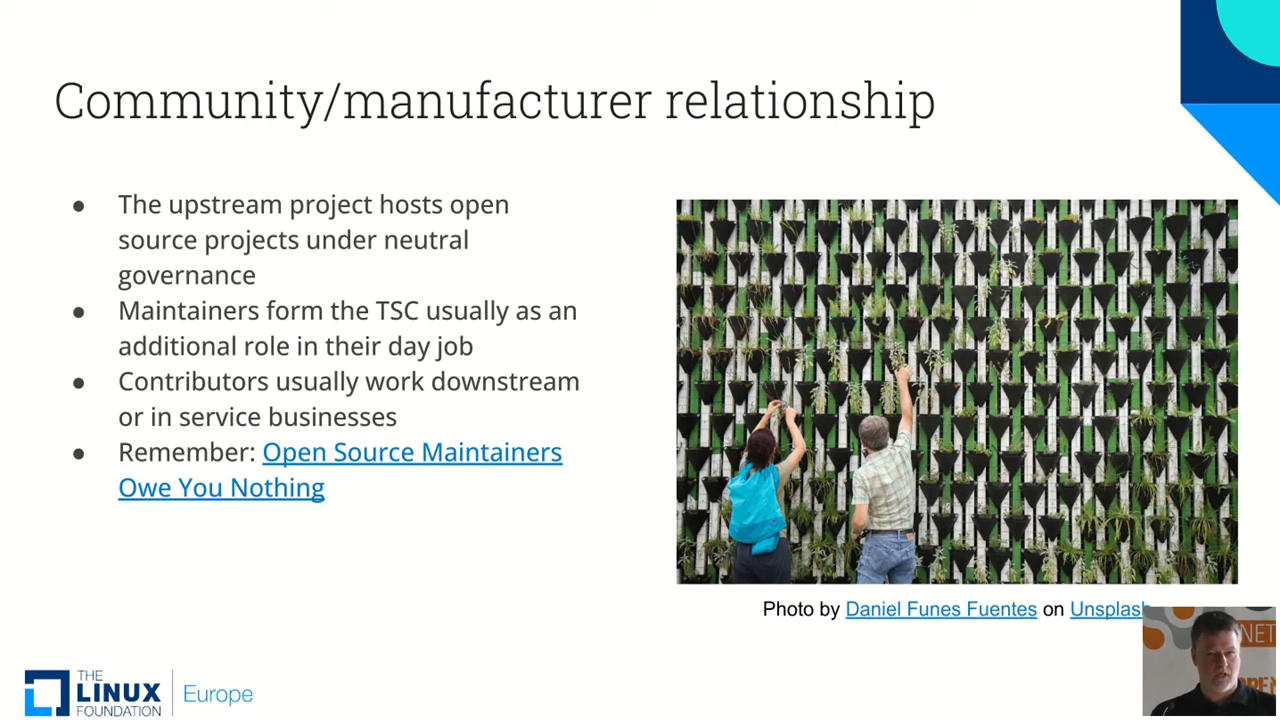 Community/manufacturer relationship
● The upstream project hosts open
source projects under neutral
governance
● Maintainers form the TSC usually as an
additional role in their day job
● Contributors usually work downstream
or in service businesses
● Remember: Open Source Maintainers
Owe You Nothing
Photo by Daniel Funes Fuentes on Unsplash
NET
THE
LINUX
FOUNDATION
Europe